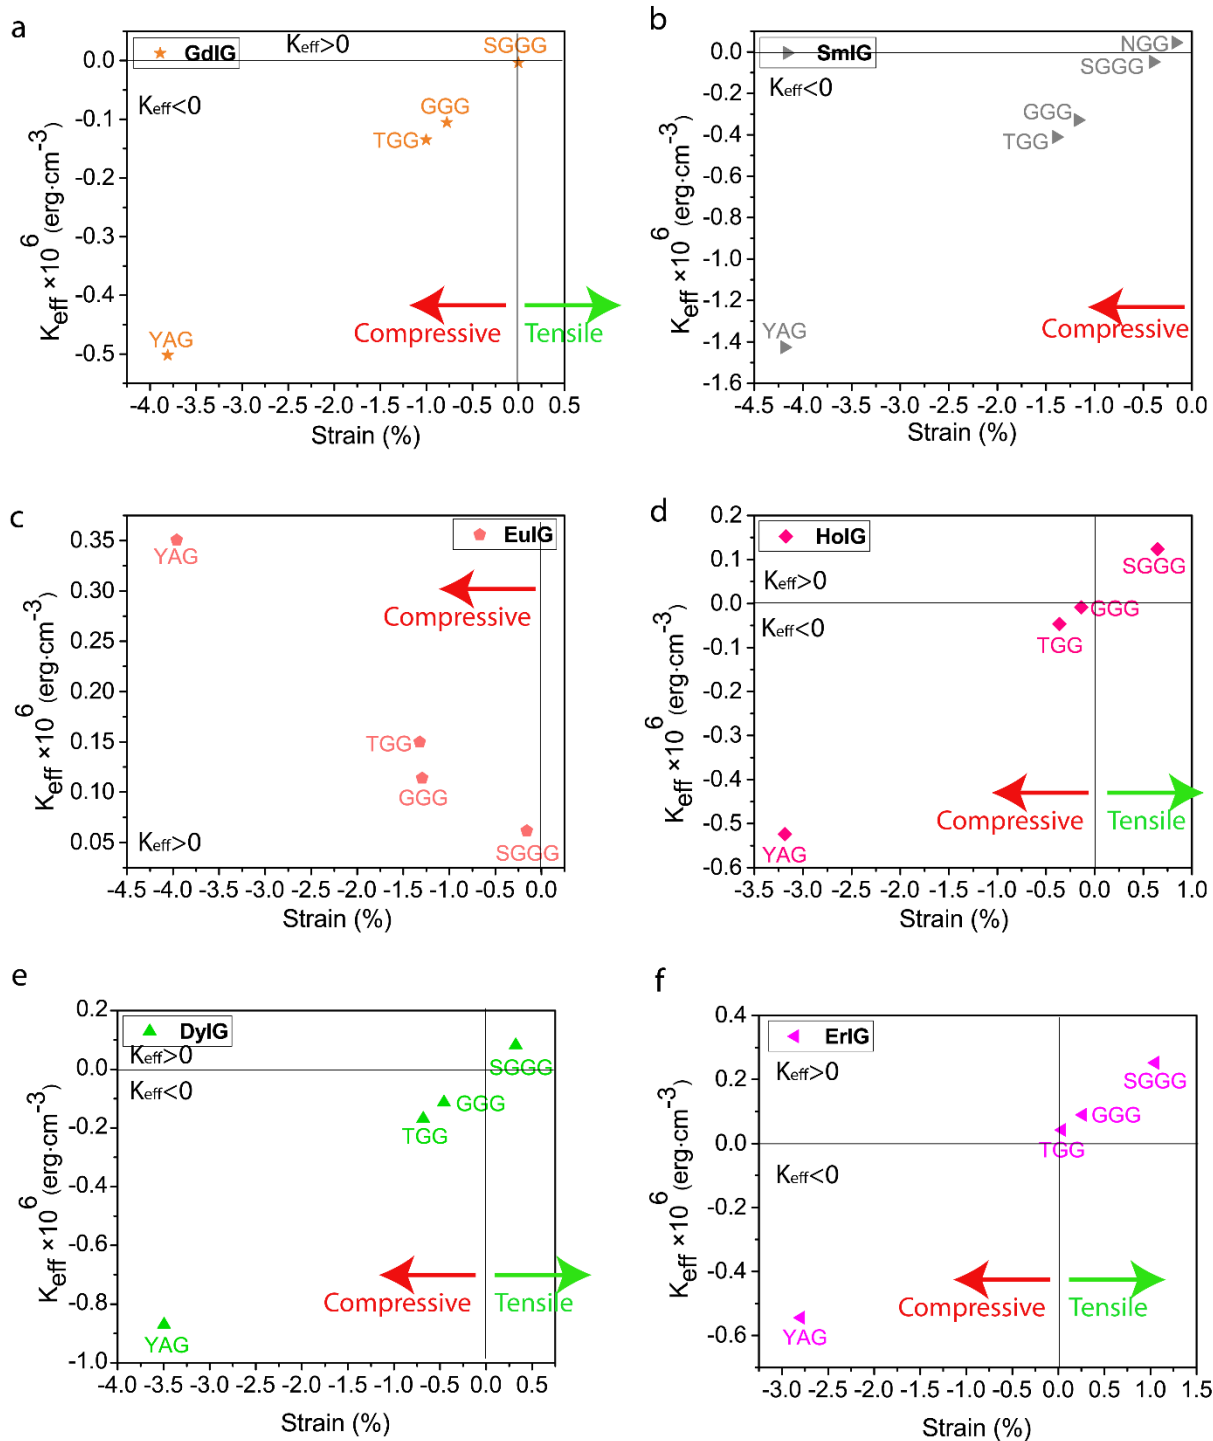 a
GdIG
Keff>0
SGGG
Keff<0
GGG
TGG
YAG
Compressive
Tensile
0.0
-0.1
-0.2
-0.3
-0.4
-0.5
-4.0 -3.5 -3.0 -2.5 -2.0 -1.5 -1.0 -0.5 0.0 0.5
Strain (%)
Keff ×10^6 (erg·cm^-3)
b
SmIG
NGG
SGGG
Keff<0
GGG
TGG
YAG
Compressive
0.0
-0.2
-0.4
-0.6
-0.8
-1.0
-1.2
-1.4
-1.6
-4.5 -4.0 -3.5 -3.0 -2.5 -2.0 -1.5 -1.0 -0.5 0.0
Strain (%)
Keff ×10^6 (erg·cm^-3)
c
EuIG
YAG
Compressive
TGG
GGG
SGGG
Keff>0
0.35
0.30
0.25
0.20
0.15
0.10
0.05
-4.5 -4.0 -3.5 -3.0 -2.5 -2.0 -1.5 -1.0 -0.5 0.0
Strain (%)
Keff ×10^6 (erg·cm^-3)
d
HoIG
SGGG
Keff>0
Keff<0
GGG
TGG
Compressive
Tensile
YAG
0.2
0.1
0.0
-0.1
-0.2
-0.3
-0.4
-0.5
-0.6
-3.5 -3.0 -2.5 -2.0 -1.5 -1.0 -0.5 0.0 0.5 1.0
Strain (%)
Keff ×10^6 (erg·cm^-3)
e
DyIG
Keff>0
SGGG
Keff<0
GGG
TGG
Compressive
Tensile
YAG
0.2
0.0
-0.2
-0.4
-0.6
-0.8
-1.0
-4.0 -3.5 -3.0 -2.5 -2.0 -1.5 -1.0 -0.5 0.0 0.5
Strain (%)
Keff ×10^6 (erg·cm^-3)
f
ErIG
Keff>0
SGGG
GGG
TGG
Keff<0
Compressive
Tensile
YAG
0.4
0.2
0.0
-0.2
-0.4
-0.6
-3.0 -2.5 -2.0 -1.5 -1.0 -0.5 0.0 0.5 1.0 1.5
Strain (%)
Keff ×10^6 (erg·cm^-3)